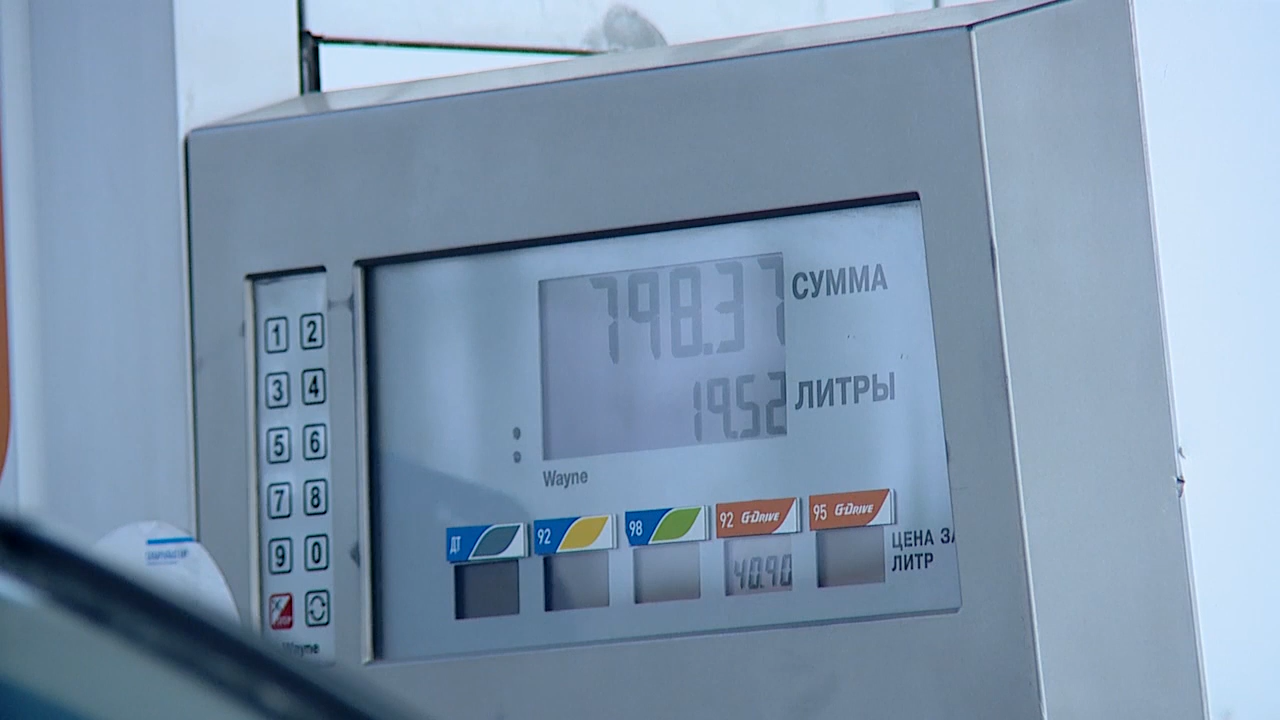 798.37 СУММА
19.52 ЛИТРЫ
Wayne
1 2
3 4
5 6
7 8
9 0
Wayne
ДТ 92 98 92 G-DRIVE 95 G-DRIVE
40.90
ЦЕНА ЗА
ЛИТР